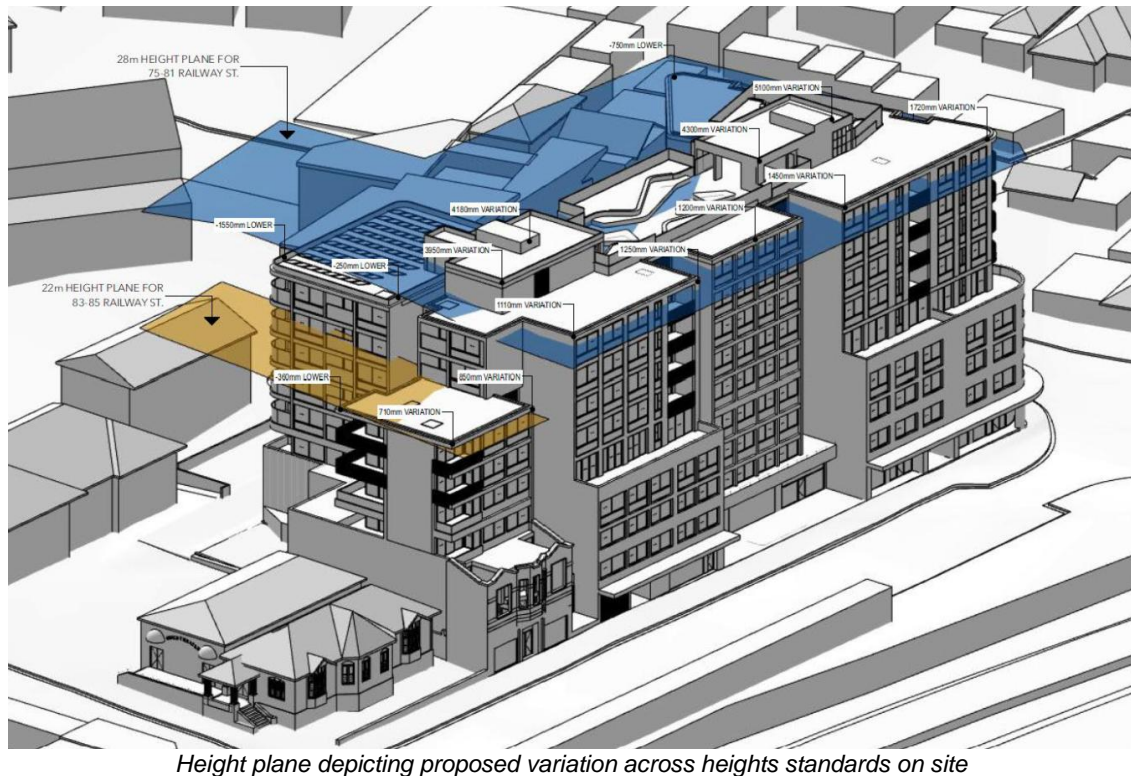 -750mm LOWER
28m HEIGHT PLANE FOR
75-81 RAILWAY ST.
5100mm VARIATION
1720mm VARIATION
4300mm VARIATION
1450mm VARIATION
4180mm VARIATION
1200mm VARIATION
-1550mm LOWER
3950mm VARIATION
1250mm VARIATION
-250mm LOWER
22m HEIGHT PLANE FOR
83-85 RAILWAY ST.
1110mm VARIATION
-360mm LOWER
850mm VARIATION
710mm VARIATION
Height plane depicting proposed variation across heights standards on site